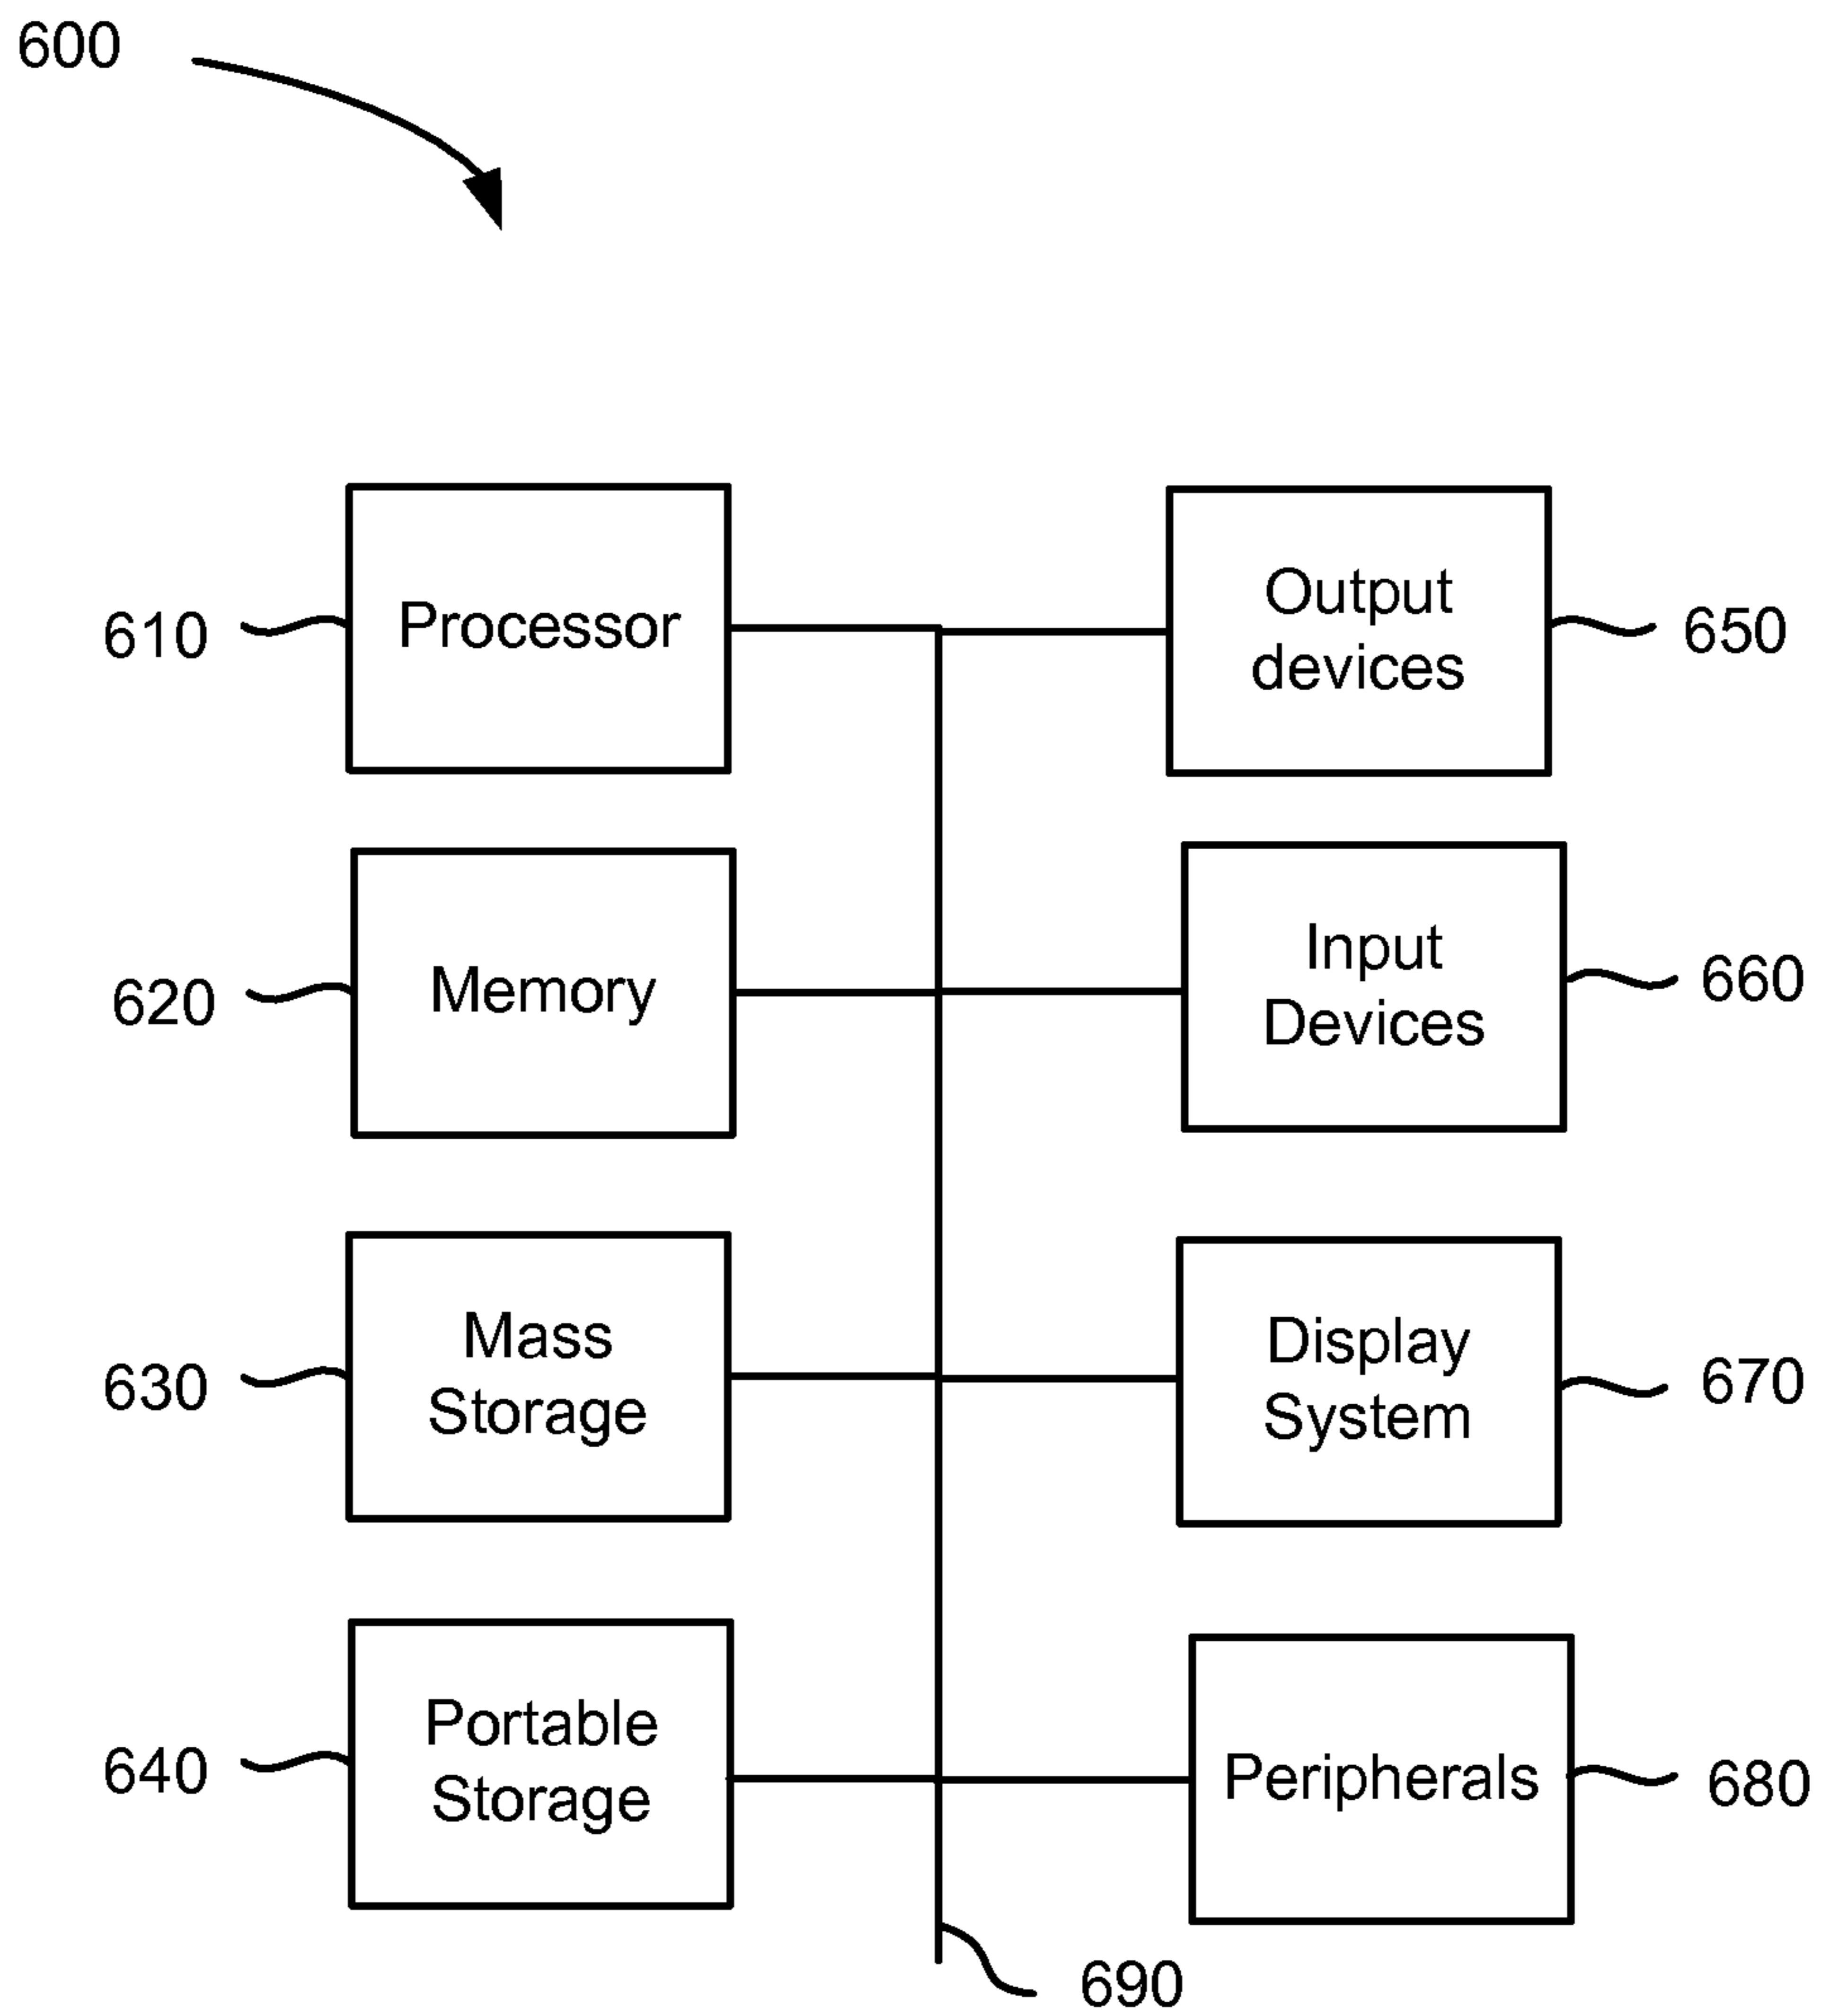 600
610
Processor
Output
devices
650
620
Memory
Input
Devices
660
630
Mass
Storage
Display
System
670
640
Portable
Storage
Peripherals
680
690